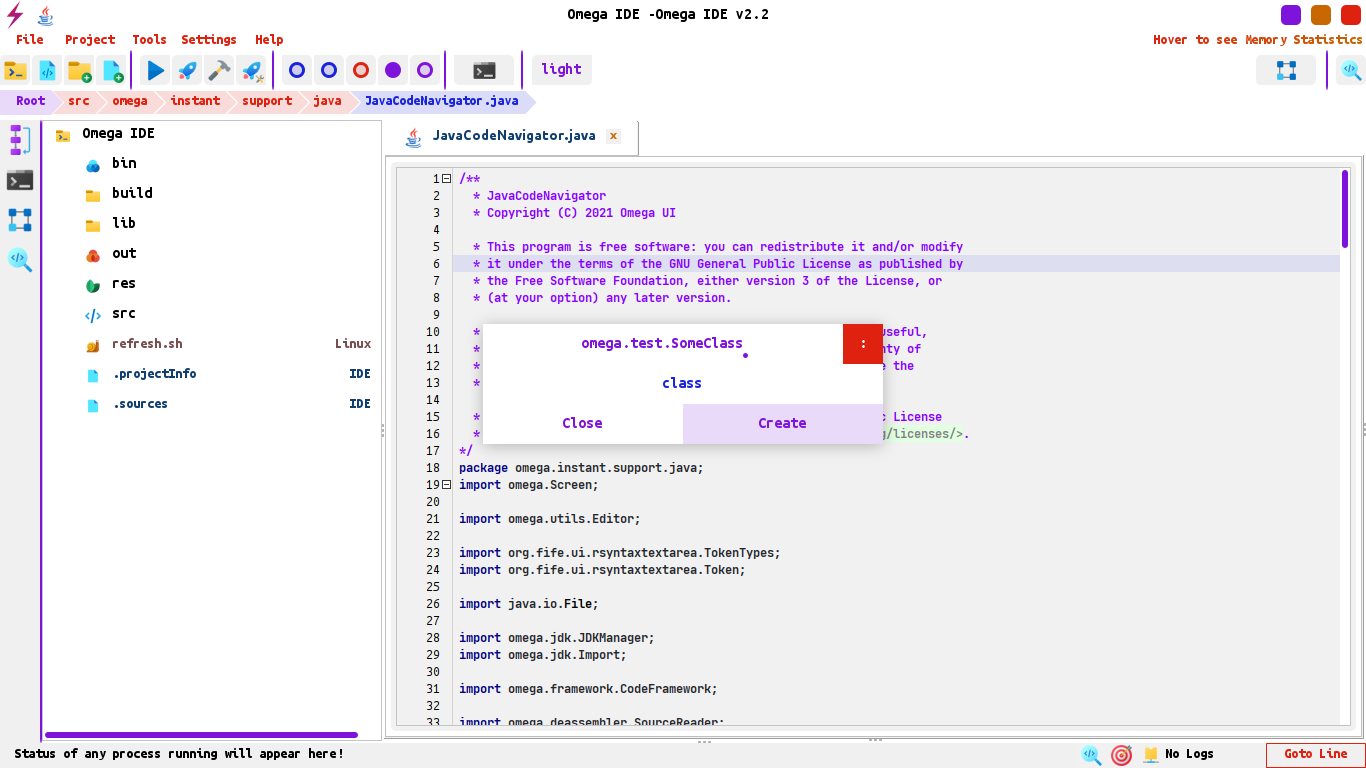 Omega IDE -Omega IDE v2.2
File Project Tools Settings Help
Hover to see Memory Statistics
light
Root src omega instant support java JavaCodeNavigator.java
Omega IDE
bin
build
lib
out
res
src
refresh.sh Linux
.projectInfo IDE
.sources IDE
JavaCodeNavigator.java x
1 /**
2 * JavaCodeNavigator
3 * Copyright (C) 2021 Omega UI
4
5 * This program is free software: you can redistribute it and/or modify
6 * it under the terms of the GNU General Public License as published by
7 * the Free Software Foundation, either version 3 of the License, or
8 * (at your option) any later version.
9
10 * useful,
11 * of
12 * the
13 *
14
15 * License
16 * /licenses/>.
17 */
18 package omega.instant.support.java;
19 import omega.Screen;
20
21 import omega.utils.Editor;
22
23 import org.fife.ui.rsyntaxtextarea.TokenTypes;
24 import org.fife.ui.rsyntaxtextarea.Token;
25
26 import java.io.File;
27
28 import omega.jdk.JDKManager;
29 import omega.jdk.Import;
30
31 import omega.framework.CodeFramework;
32
33 import omega.deassembler.SourceReader;
omega.test.SomeClass :
class
Close Create
Status of any process running will appear here!
No Logs
Goto Line